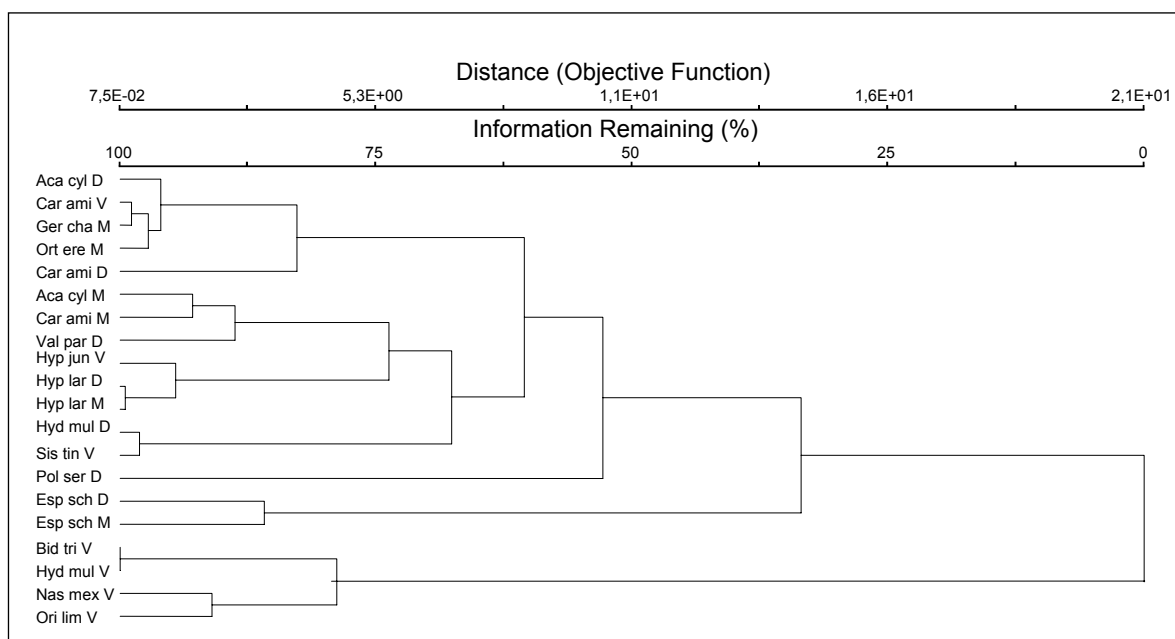 Distance (Objective Function)
7,5E-02 5,3E+00 1,1E+01 1,6E+01 2,1E+01
Information Remaining (%)
100 75 50 25 0
Aca cyl D
Car ami V
Ger cha M
Ort ere M
Car ami D
Aca cyl M
Car ami M
Val par D
Hyp jun V
Hyp lar D
Hyp lar M
Hyd mul D
Sis tin V
Pol ser D
Esp sch D
Esp sch M
Bid tri V
Hyd mul V
Nas mex V
Ori lim V